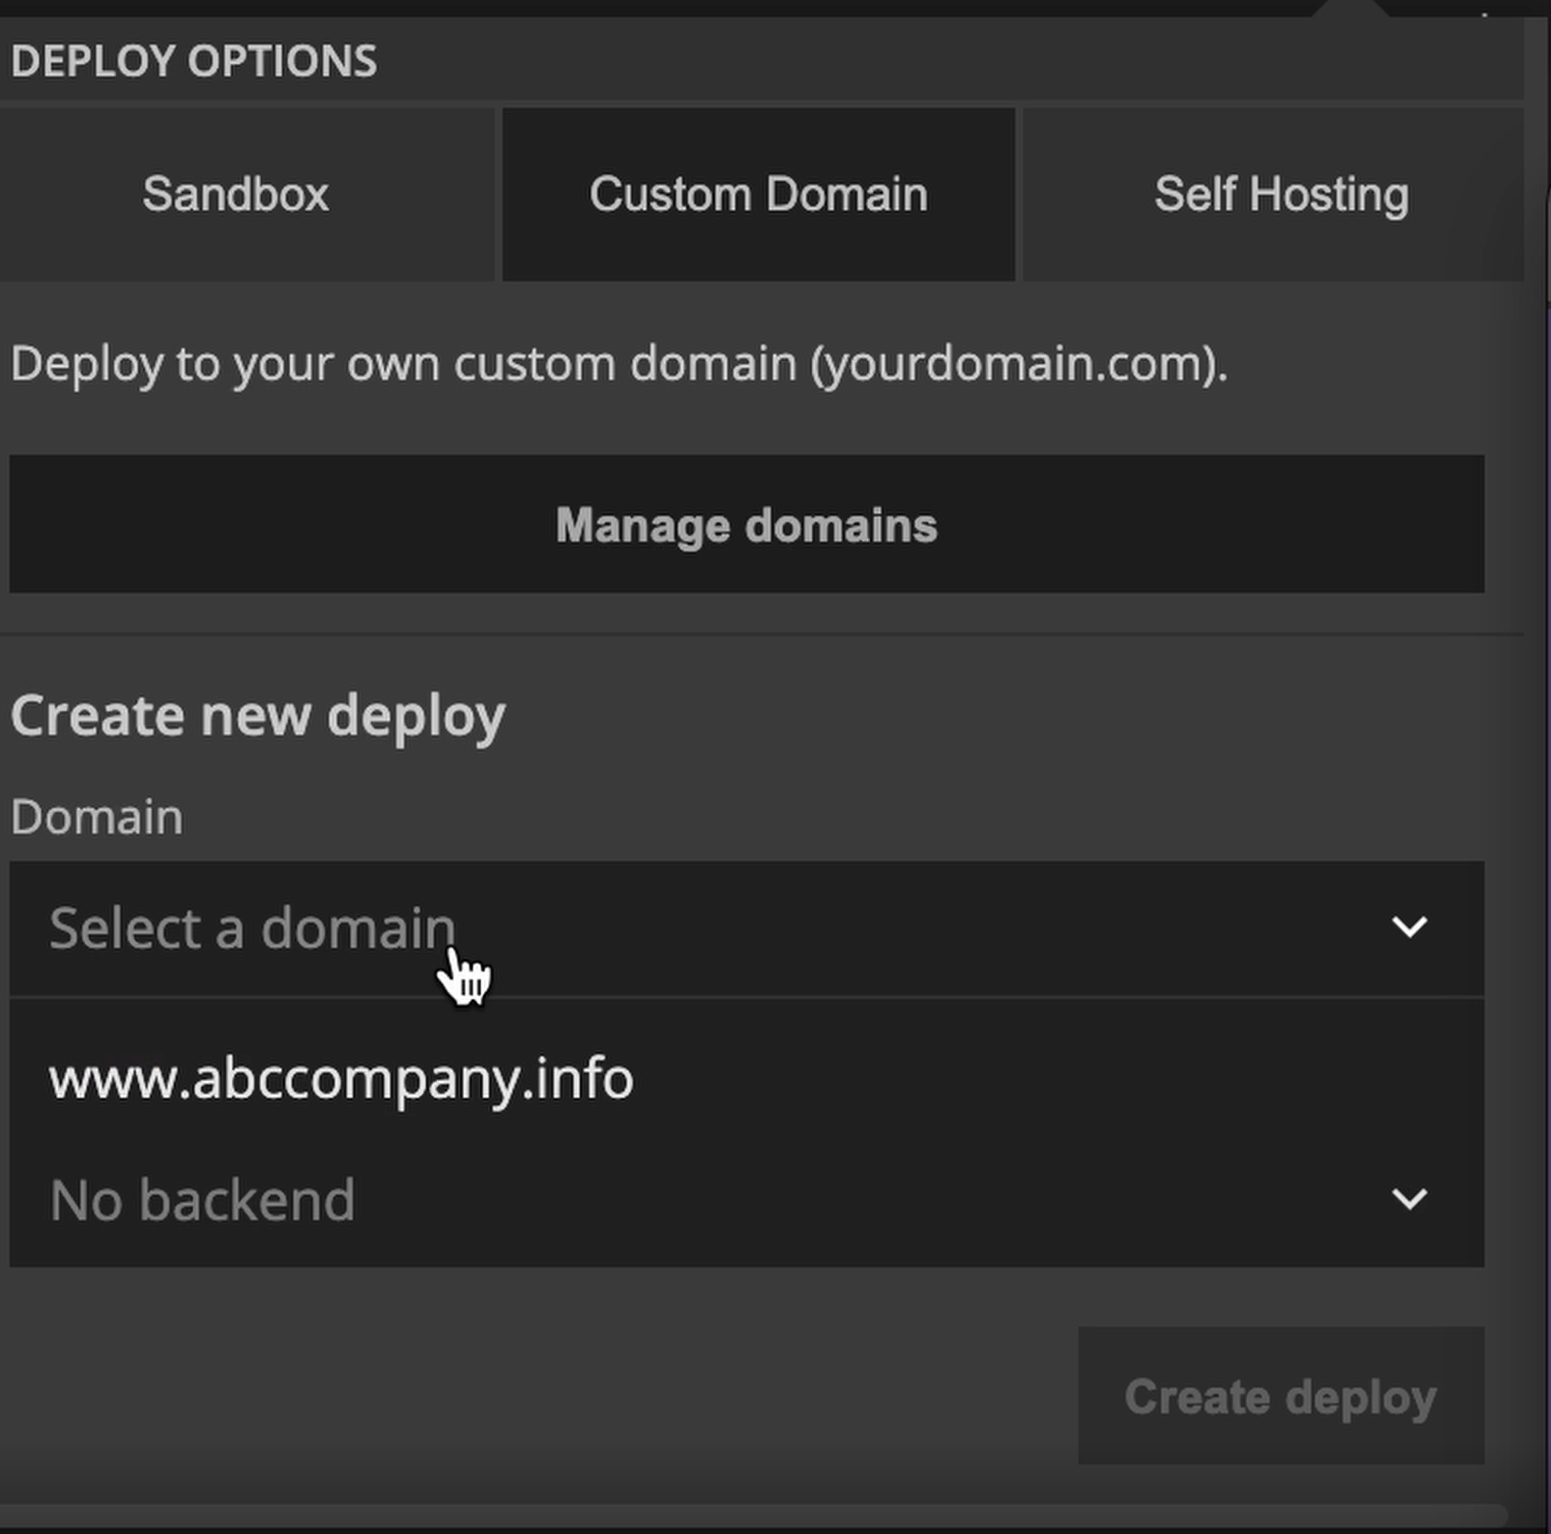 DEPLOY OPTIONS
Sandbox
Custom Domain
Self Hosting
Deploy to your own custom domain (yourdomain.com).
Manage domains
Create new deploy
Domain
Select a domain
www.abccompany.info
No backend
Create deploy